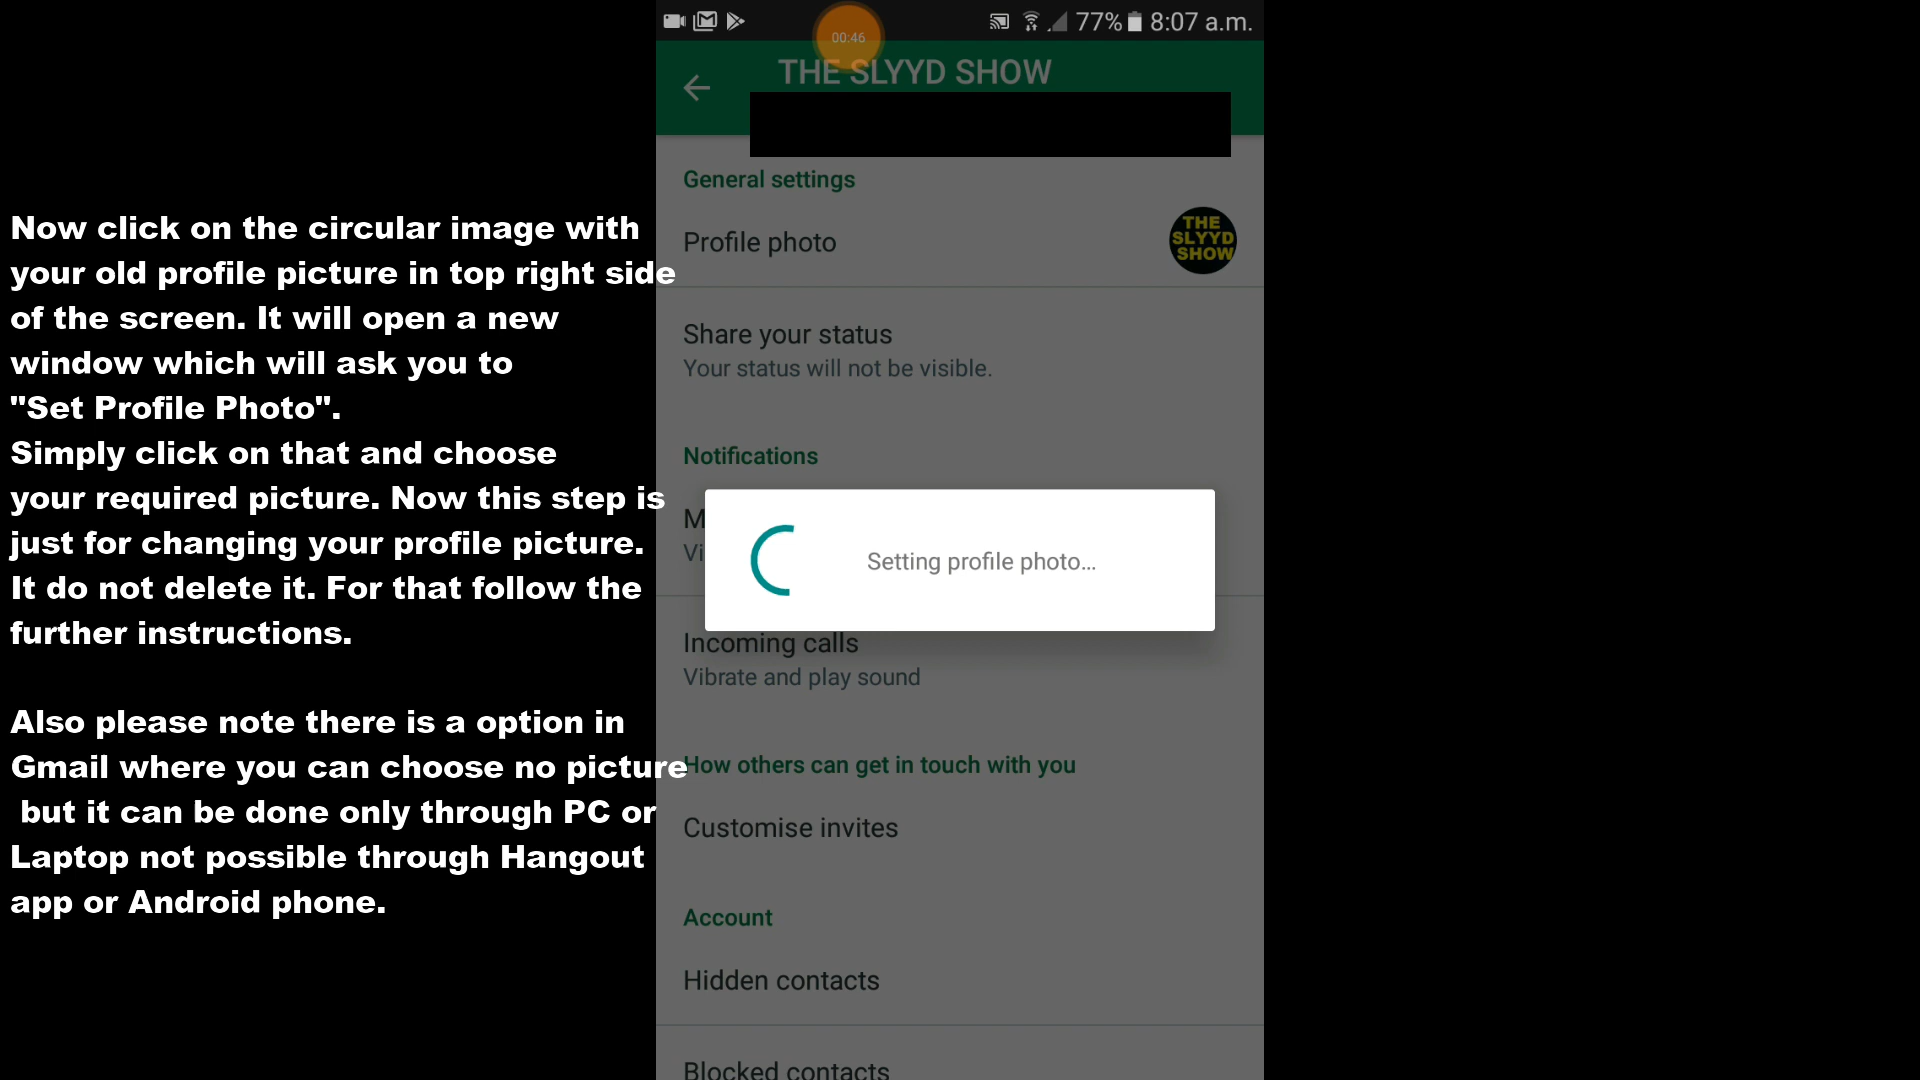 Now click on the circular image with
your old profile picture in top right side
of the screen. It will open a new
window which will ask you to
"Set Profile Photo".
Simply click on that and choose
your required picture. Now this step is
just for changing your profile picture.
It do not delete it. For that follow the
further instructions.
Also please note there is a option in
Gmail where you can choose no picture
but it can be done only through PC or
Laptop not possible through Hangout
app or Android phone.
00:46
77% 8:07 a.m.
THE SLYYD SHOW
General settings
Profile photo
THE
SLYYD
SHOW
Share your status
Your status will not be visible.
Notifications
M
Vi
Setting profile photo...
Incoming calls
Vibrate and play sound
How others can get in touch with you
Customise invites
Account
Hidden contacts
Blocked contacts